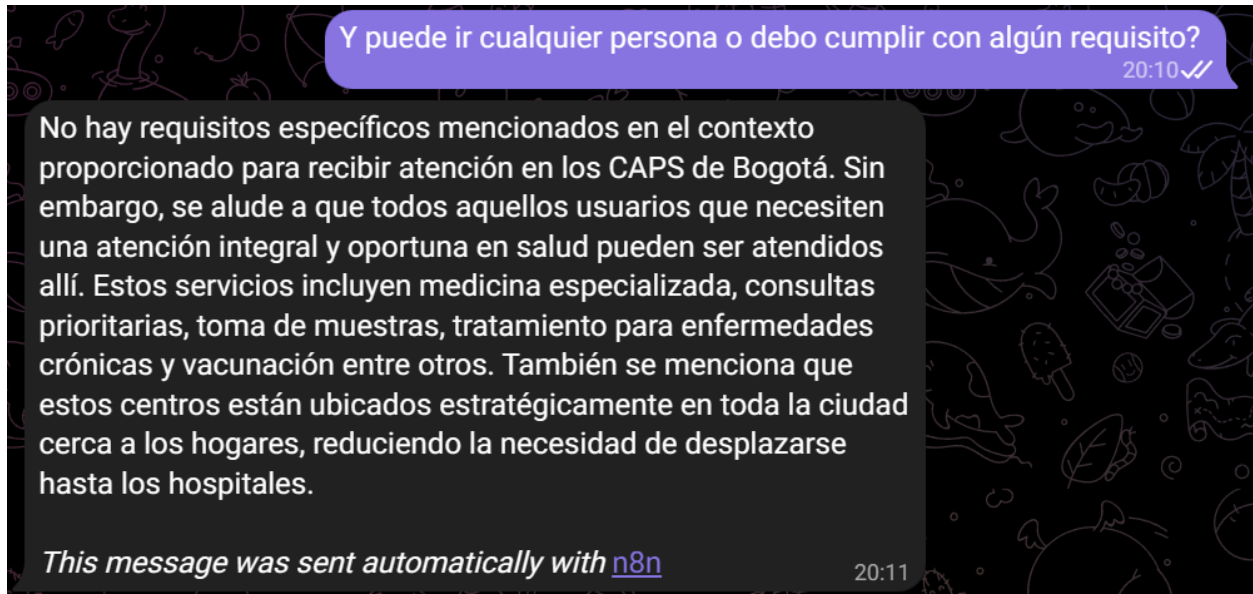 Y puede ir cualquier persona o debo cumplir con algún requisito?
20:10
No hay requisitos específicos mencionados en el contexto
proporcionado para recibir atención en los CAPS de Bogotá. Sin
embargo, se alude a que todos aquellos usuarios que necesiten
una atención integral y oportuna en salud pueden ser atendidos
allí. Estos servicios incluyen medicina especializada, consultas
prioritarias, toma de muestras, tratamiento para enfermedades
crónicas y vacunación entre otros. También se menciona que
estos centros están ubicados estratégicamente en toda la ciudad
cerca a los hogares, reduciendo la necesidad de desplazarse
hasta los hospitales.
This message was sent automatically with n8n
20:11